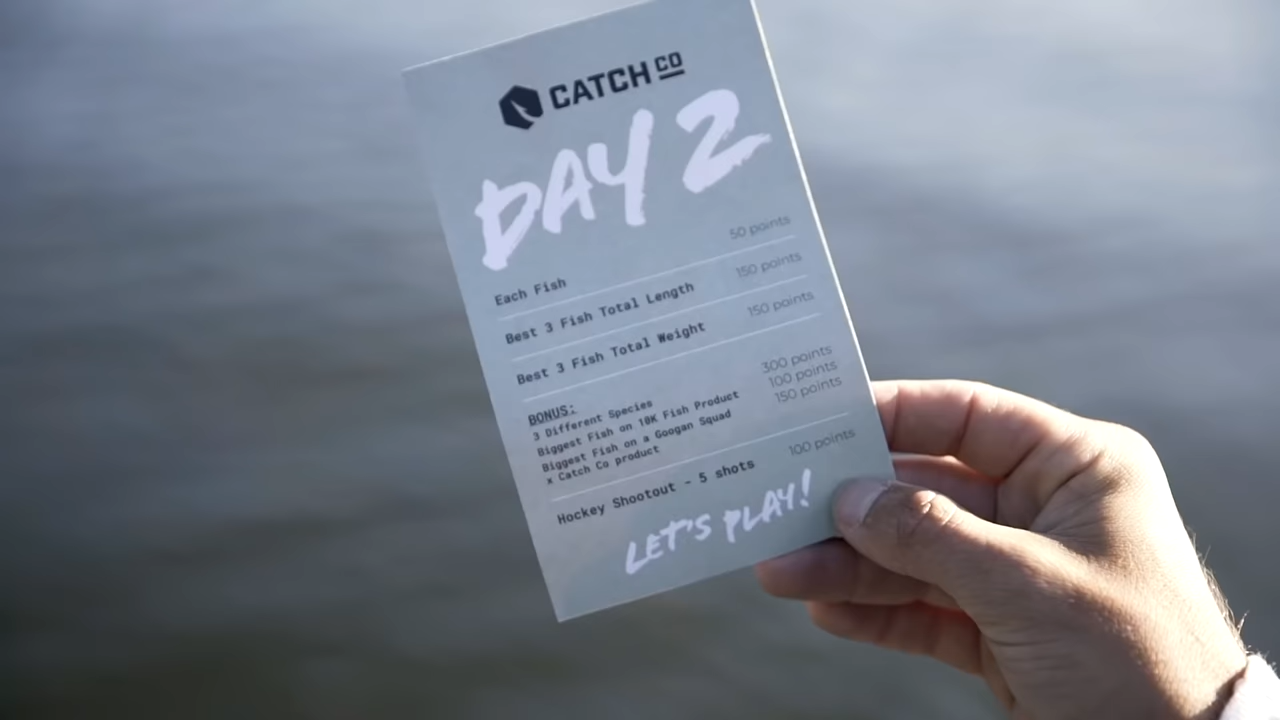 CATCH CO
DAY 2
Each Fish 50 points
Best 3 Fish Total Length 150 points
Best 3 Fish Total Weight 150 points
BONUS:
3 Different Species 300 points
Biggest Fish on 10K Fish Product 100 points
Biggest Fish on a Googan Squad 150 points
x Catch Co product
Hockey Shootout - 5 shots 100 points
LET'S PLAY!